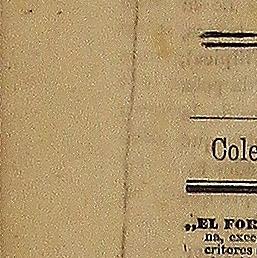 Cole
„EL FOR
na, exce
critores